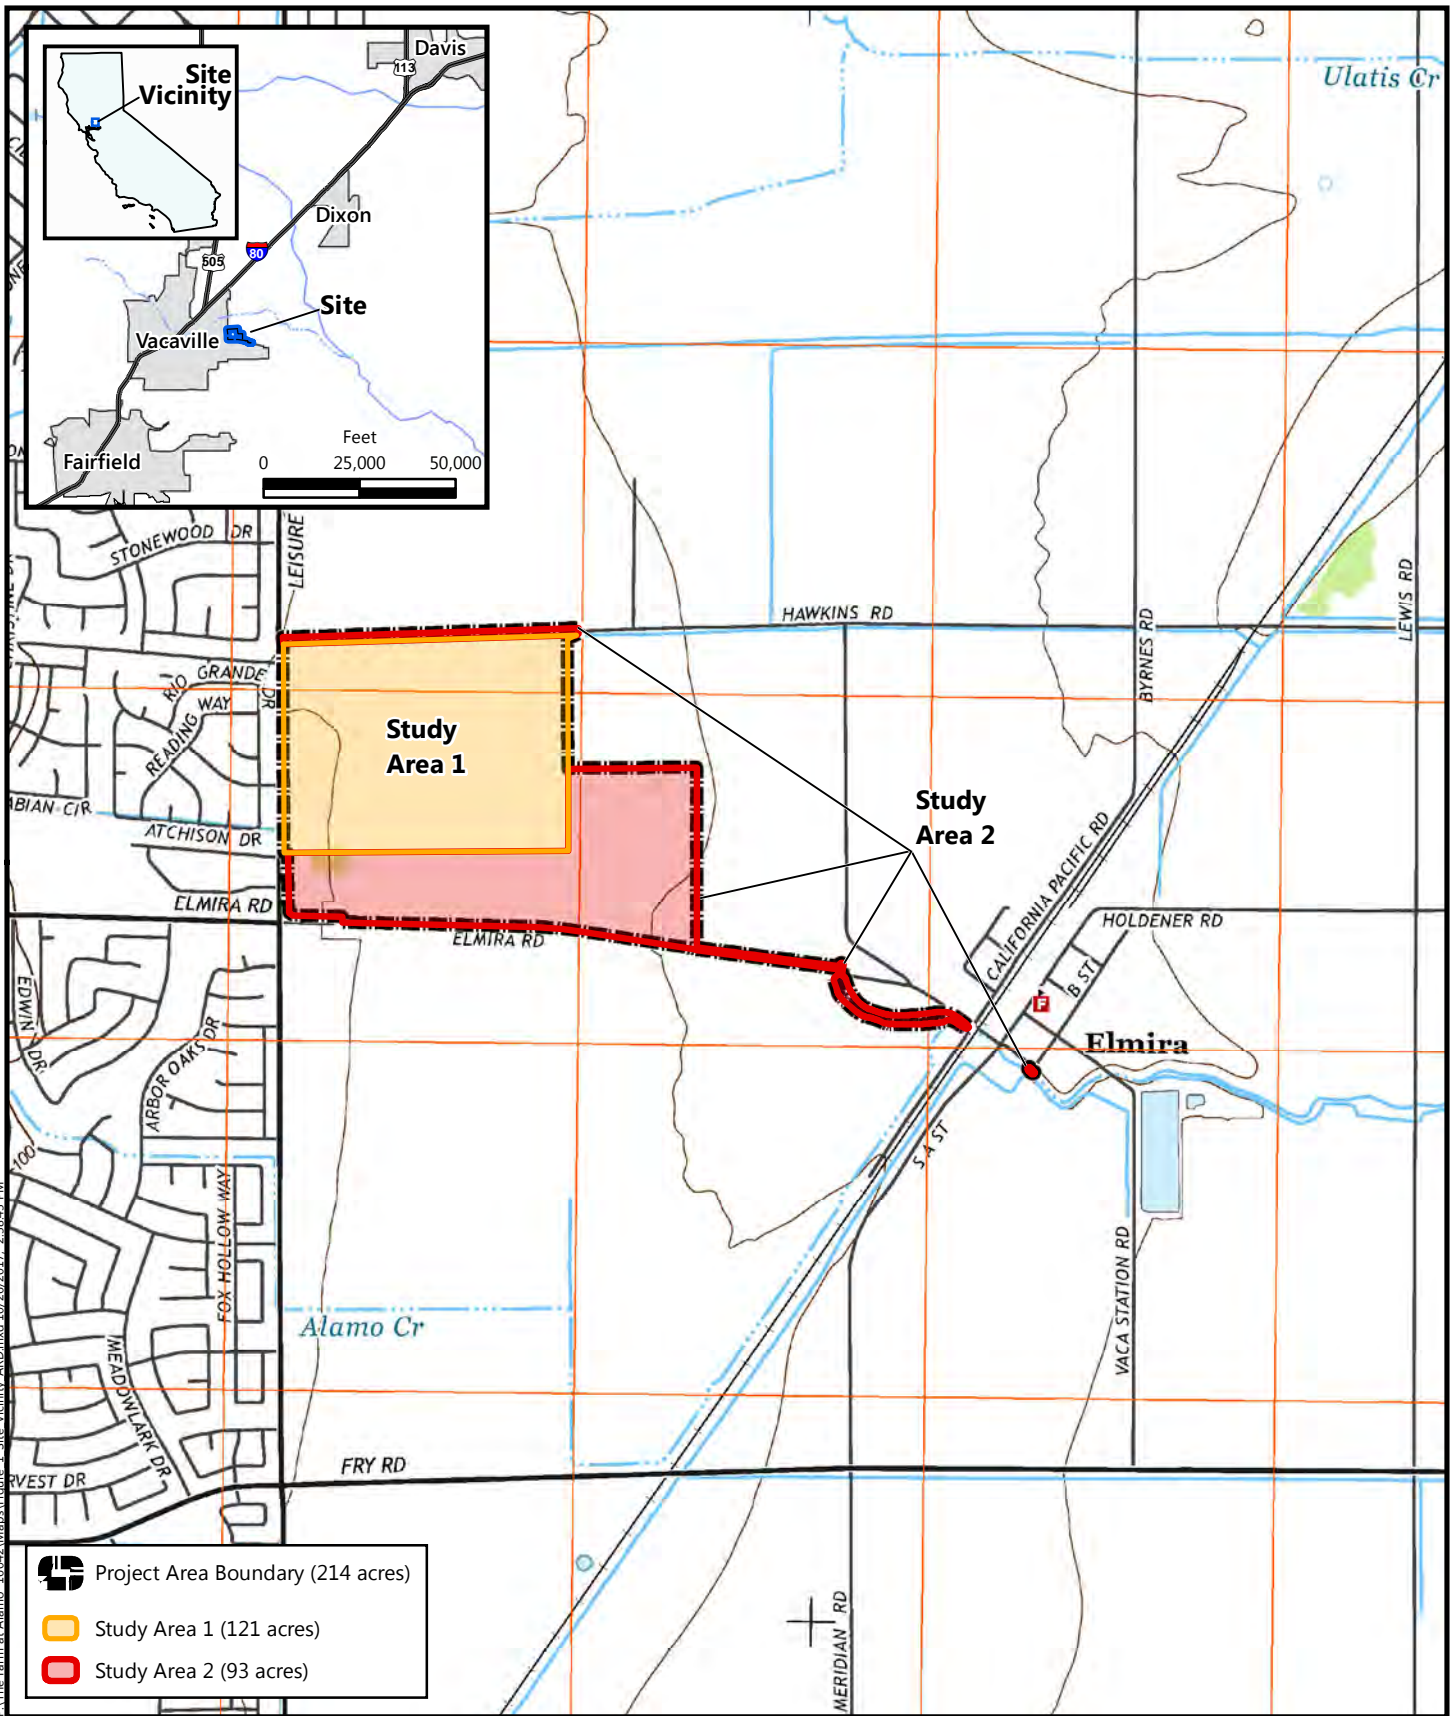 Davis
113
Site
Vicinity
Dixon
80
505
Site
Vacaville
Feet
0 25,000 50,000
Fairfield
Ulatis Cr
STONEWOOD DR
LEISURE
DR
HAWKINS RD
BYRNES RD
LEWIS RD
RIO GRANDE
READING WAY
Study
Area 1
ABIAN CIR
ATCHISON DR
Study
Area 2
CALIFORNIA PACIFIC RD
ELMIRA RD
ELMIRA RD
HOLDENER RD
B ST
F
Elmira
EDWIN DR
ARBOR OAKS DR
S A ST
100
FOX HOLLOW WAY
VACA STATION RD
Alamo Cr
MEADOWLARK DR
FRY RD
RVEST DR
MERIDIAN RD
Project Area Boundary (214 acres)
Study Area 1 (121 acres)
Study Area 2 (93 acres)